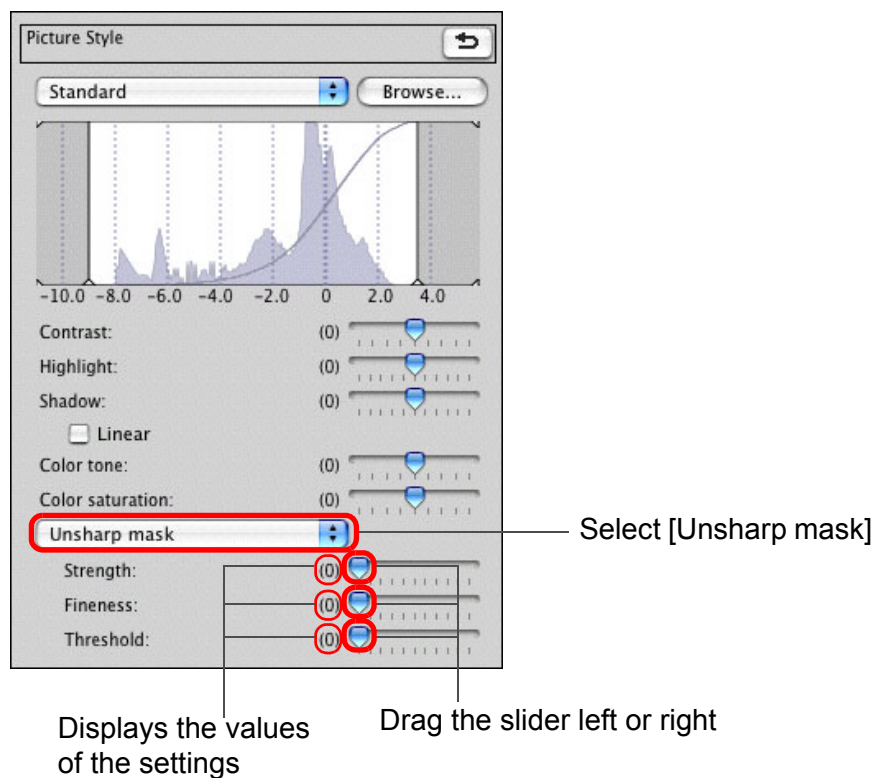 Picture Style
Standard Browse...
-10.0 -8.0 -6.0 -4.0 -2.0 0 2.0 4.0
Contrast: (0)
Highlight: (0)
Shadow: (0)
Linear
Color tone: (0)
Color saturation: (0)
Unsharp mask
Select [Unsharp mask]
Strength: (0)
Fineness: (0)
Threshold: (0)
Displays the values
of the settings
Drag the slider left or right